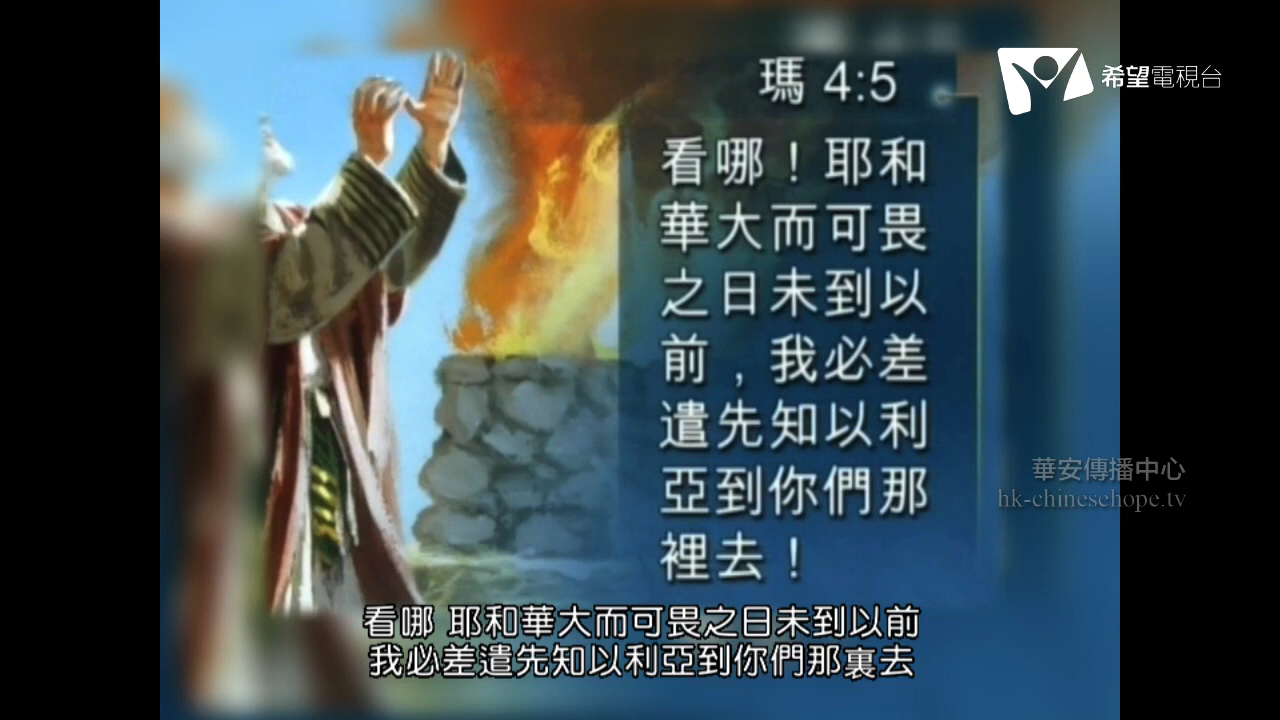 瑪 4:5
希望電視台
看哪！耶和
華大而可畏
之日未到以
前，我必差
遣先知以利
亞到你們那
裡去！
華安傳播中心
hk-chinesehope.tv
看哪 耶和華大而可畏之日未到以前
我必差遣先知以利亞到你們那裏去